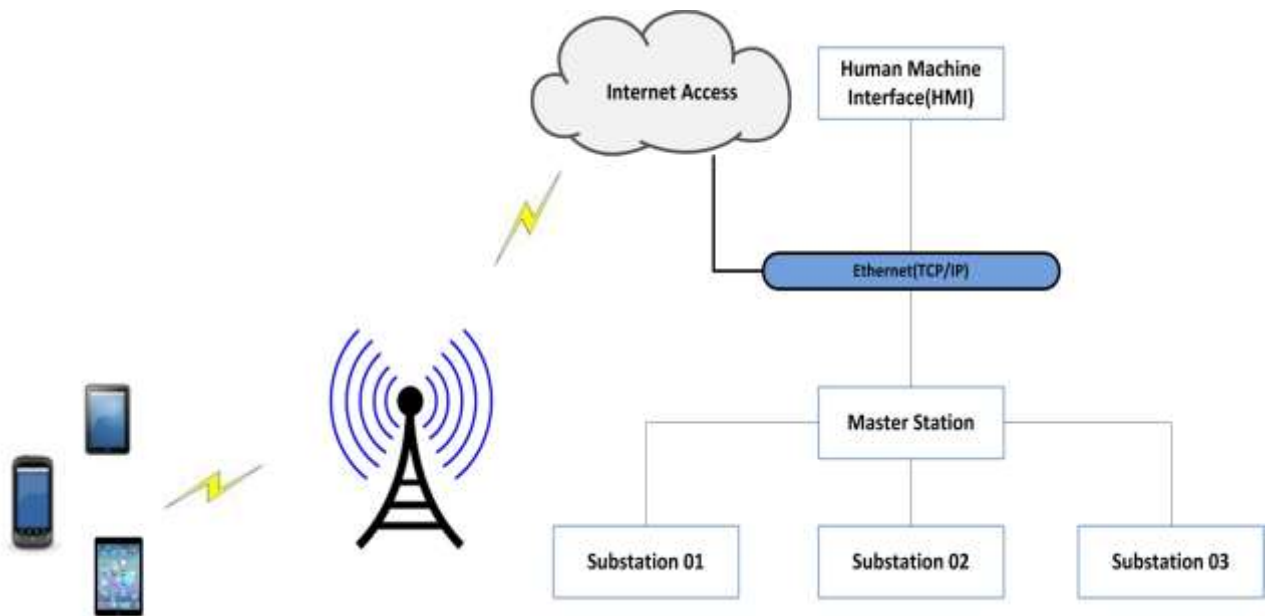 Internet Access
Human Machine
Interface(HMI)
Ethernet(TCP/IP)
Master Station
Substation 01
Substation 02
Substation 03